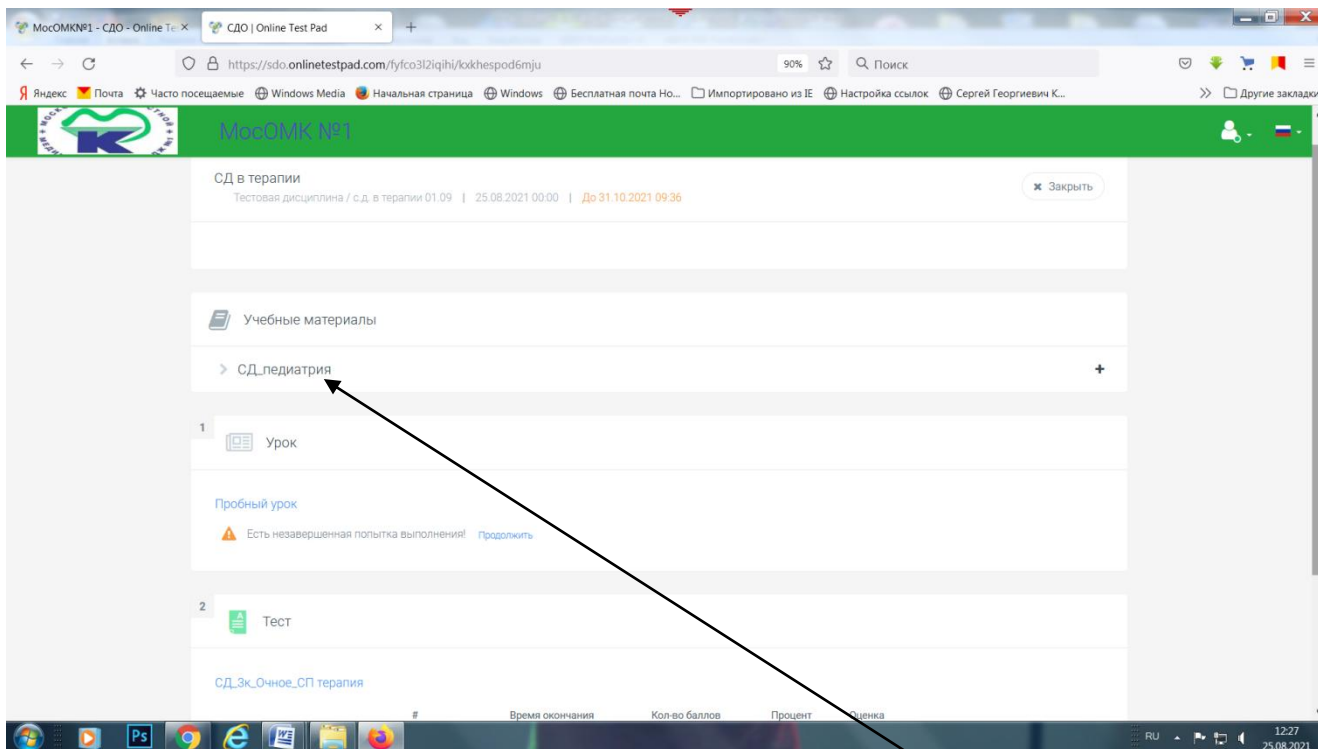 МосОМК№1 - СДО - Online Te
СДО | Online Test Pad
https://sdo.onlinetestpad.com/fyfco3l2iqihi/kxkhespod6mju
90%
Поиск
Яндекс Почта Часто посещаемые Windows Media Начальная страница Windows Бесплатная почта Но... Импортировано из IE Настройка ссылок Сергей Георгиевич К... Другие закладки
МосОМК №1
СД в терапии
Закрыть
Тестовая дисциплина / с.д. в терапии 01.09 | 25.08.2021 00:00 | До 31.10.2021 09:36
Учебные материалы
СД_педиатрия
1
Урок
Пробный урок
Есть незавершенная попытка выполнения! Продолжить
2
Тест
СД_3к_Очное_СП терапия
# Время окончания Кол-во баллов Процент Оценка
Ps
RU
12:27
25.08.2021